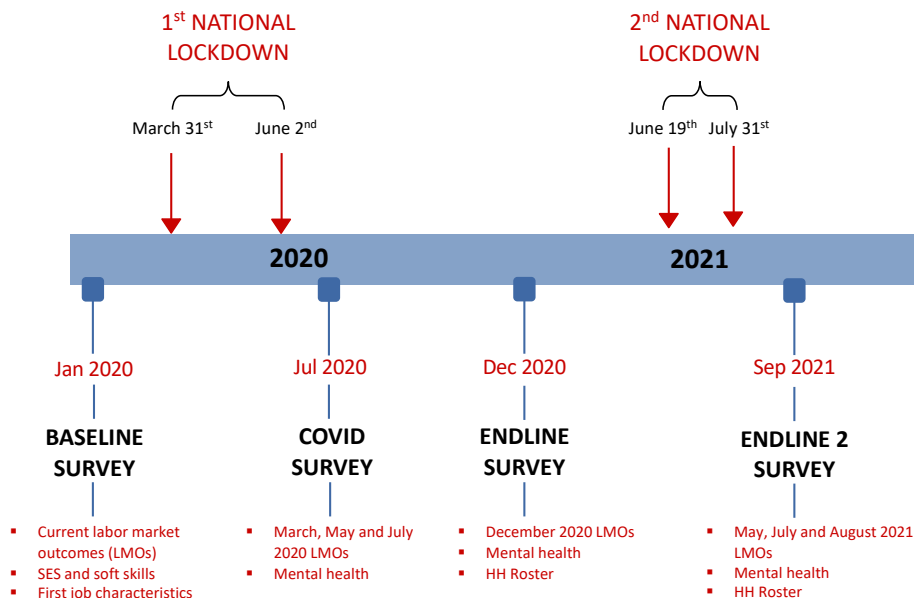 1st NATIONAL
LOCKDOWN
2nd NATIONAL
LOCKDOWN
March 31st
June 2nd
June 19th
July 31st
2020
2021
Jan 2020
Jul 2020
Dec 2020
Sep 2021
BASELINE
SURVEY
COVID
SURVEY
ENDLINE
SURVEY
ENDLINE 2
SURVEY
▪ Current labor market
outcomes (LMOs)
▪ SES and soft skills
▪ First job characteristics
▪ March, May and July
2020 LMOs
▪ Mental health
▪ December 2020 LMOs
▪ Mental health
▪ HH Roster
▪ May, July and August 2021
LMOs
▪ Mental health
▪ HH Roster